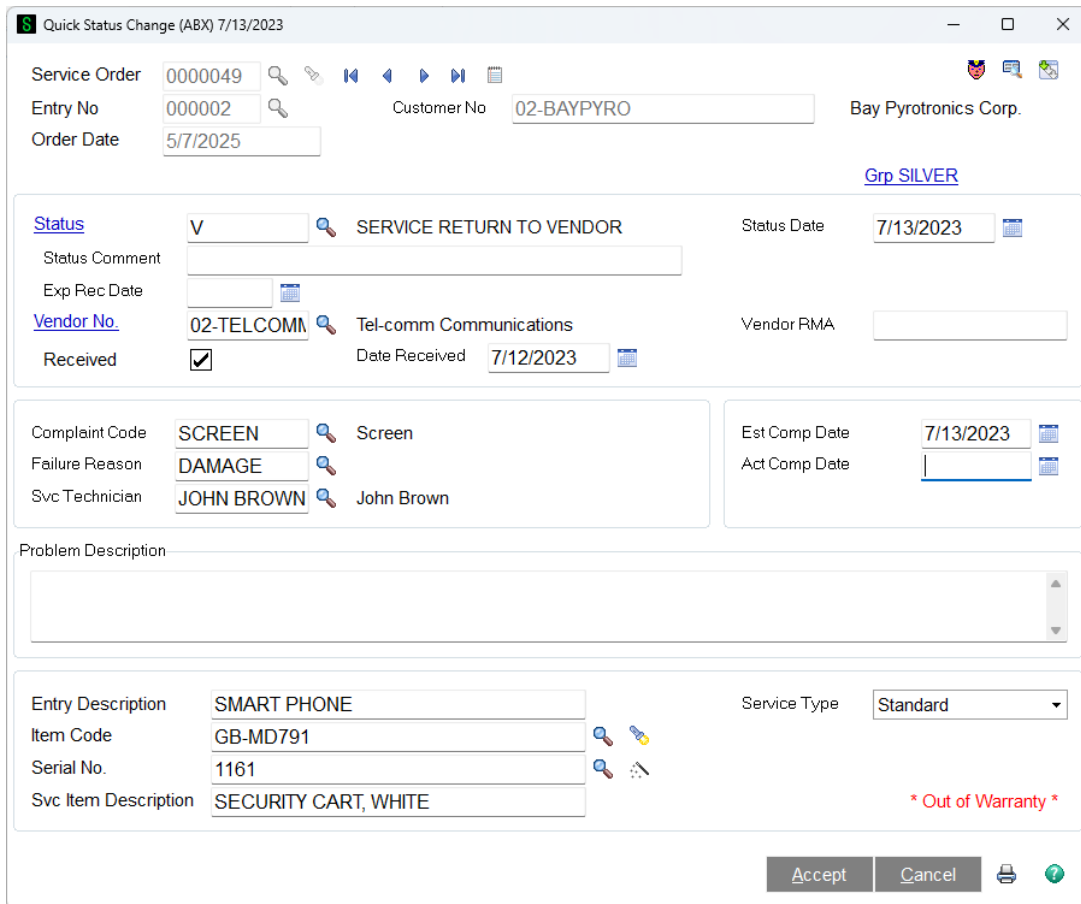 S Quick Status Change (ABX) 7/13/2023
Service Order 0000049
Entry No 000002 Customer No 02-BAYPYRO Bay Pyrotronics Corp.
Order Date 5/7/2025
Grp SILVER
Status V SERVICE RETURN TO VENDOR Status Date 7/13/2023
Status Comment
Exp Rec Date
Vendor No. 02-TELCOMM Tel-comm Communications Vendor RMA
Received Date Received 7/12/2023
Complaint Code SCREEN Screen Est Comp Date 7/13/2023
Failure Reason DAMAGE Act Comp Date
Svc Technician JOHN BROWN John Brown
Problem Description
Entry Description SMART PHONE Service Type Standard
Item Code GB-MD791
Serial No. 1161
Svc Item Description SECURITY CART, WHITE * Out of Warranty *
Accept Cancel ?